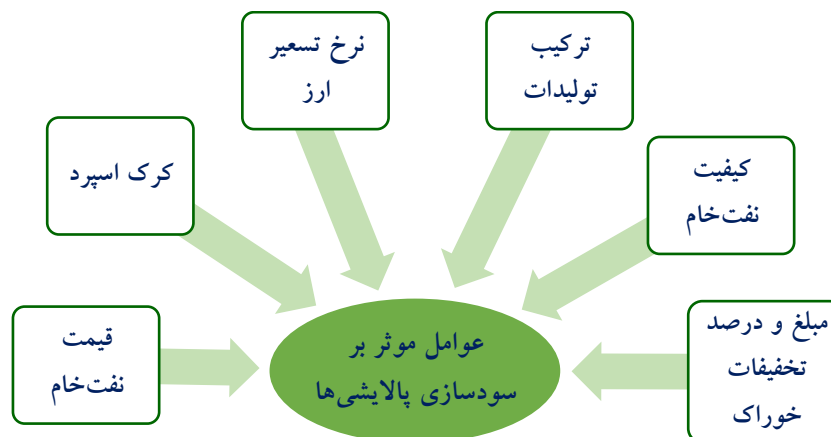 ترکیب
تولیدات
نرخ تسعیر
ارز
کیفیت
نفت‌خام
کرک اسپرد
مبلغ و درصد
تخفیفات
خوراک
قیمت
نفت‌خام
عوامل موثر بر
سودسازی پالایشی‌ها